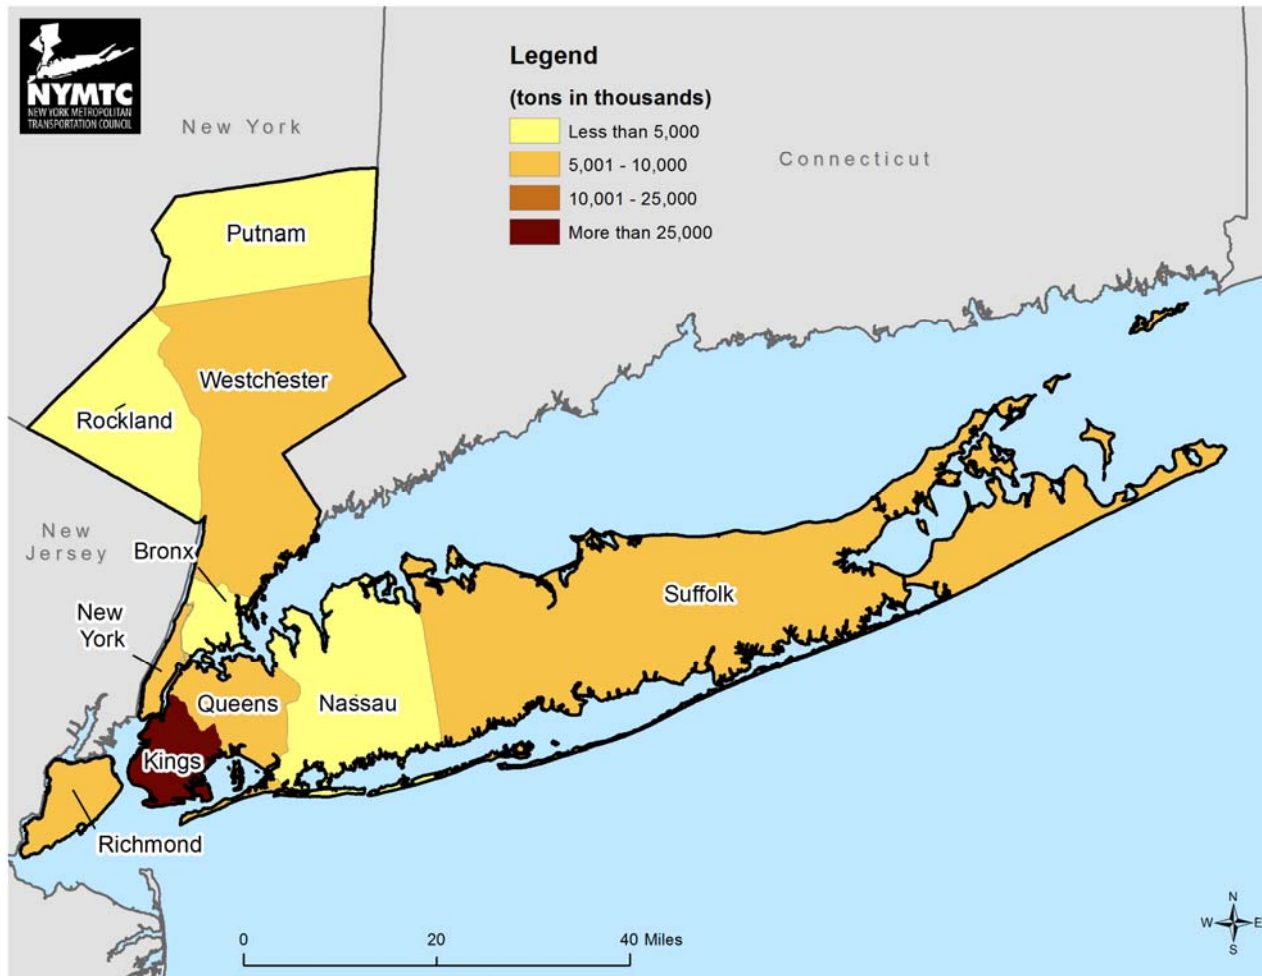 NYMTC
NEW YORK METROPOLITAN
TRANSPORTATION COUNCIL
New York
Legend
(tons in thousands)
Less than 5,000
5,001 - 10,000
10,001 - 25,000
More than 25,000
Connecticut
Putnam
Westchester
Rockland
New
Jersey
Bronx
New
York
Suffolk
Queens
Nassau
Kings
Richmond
0 20 40 Miles
N
W E
S